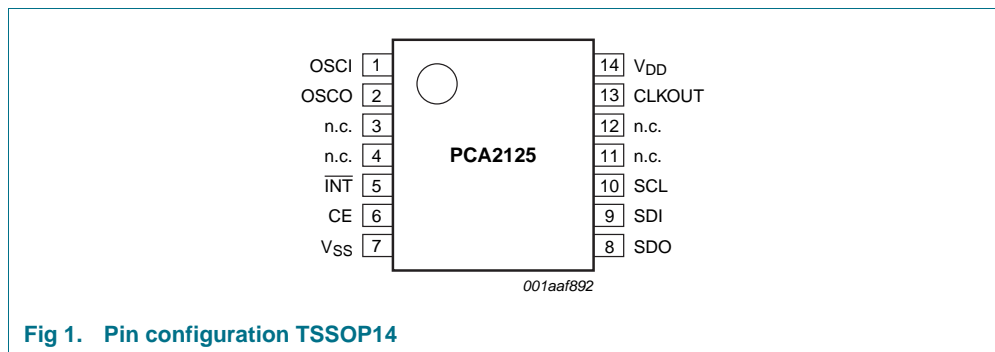 OSCI 1 14 VDD
OSCO 2 13 CLKOUT
n.c. 3 12 n.c.
n.c. 4 11 n.c.
PCA2125
INT 5 10 SCL
CE 6 9 SDI
VSS 7 8 SDO
001aaf892
Fig 1. Pin configuration TSSOP14